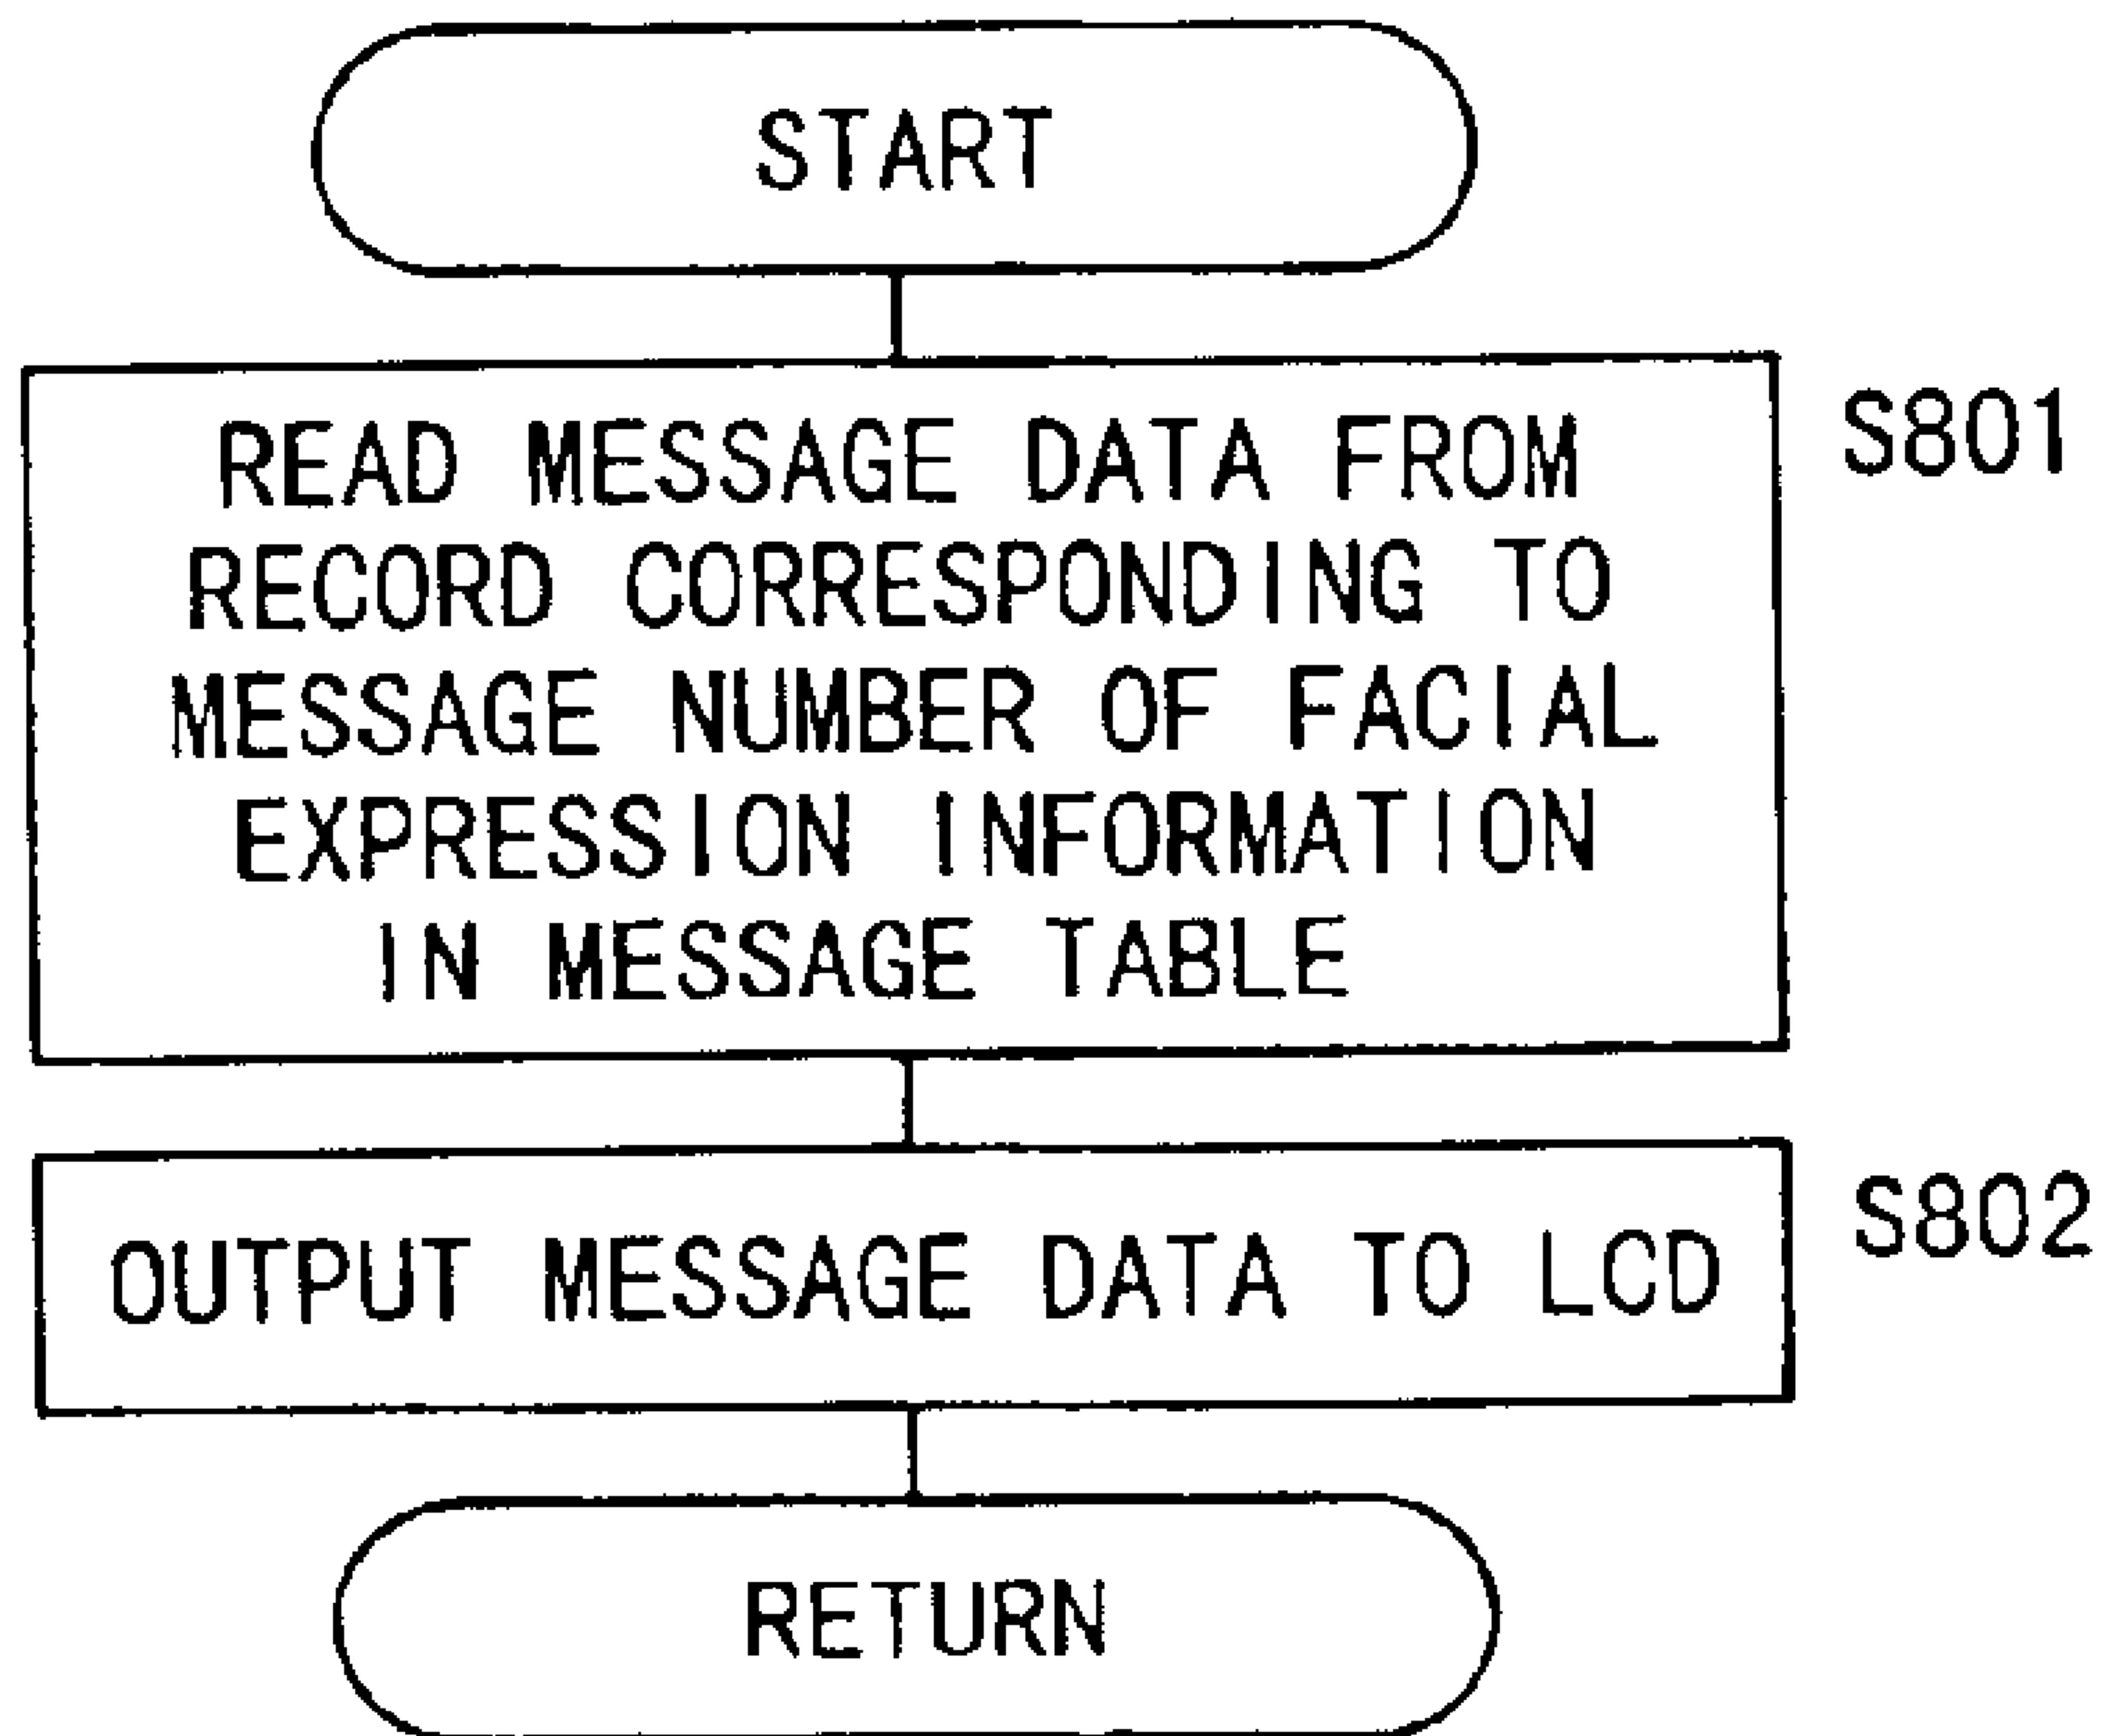 START
READ MESSAGE DATA FROM
RECORD CORRESPONDING TO
MESSAGE NUMBER OF FACIAL
EXPRESSION INFORMATION
IN MESSAGE TABLE
S801
OUTPUT MESSAGE DATA TO LCD
S802
RETURN